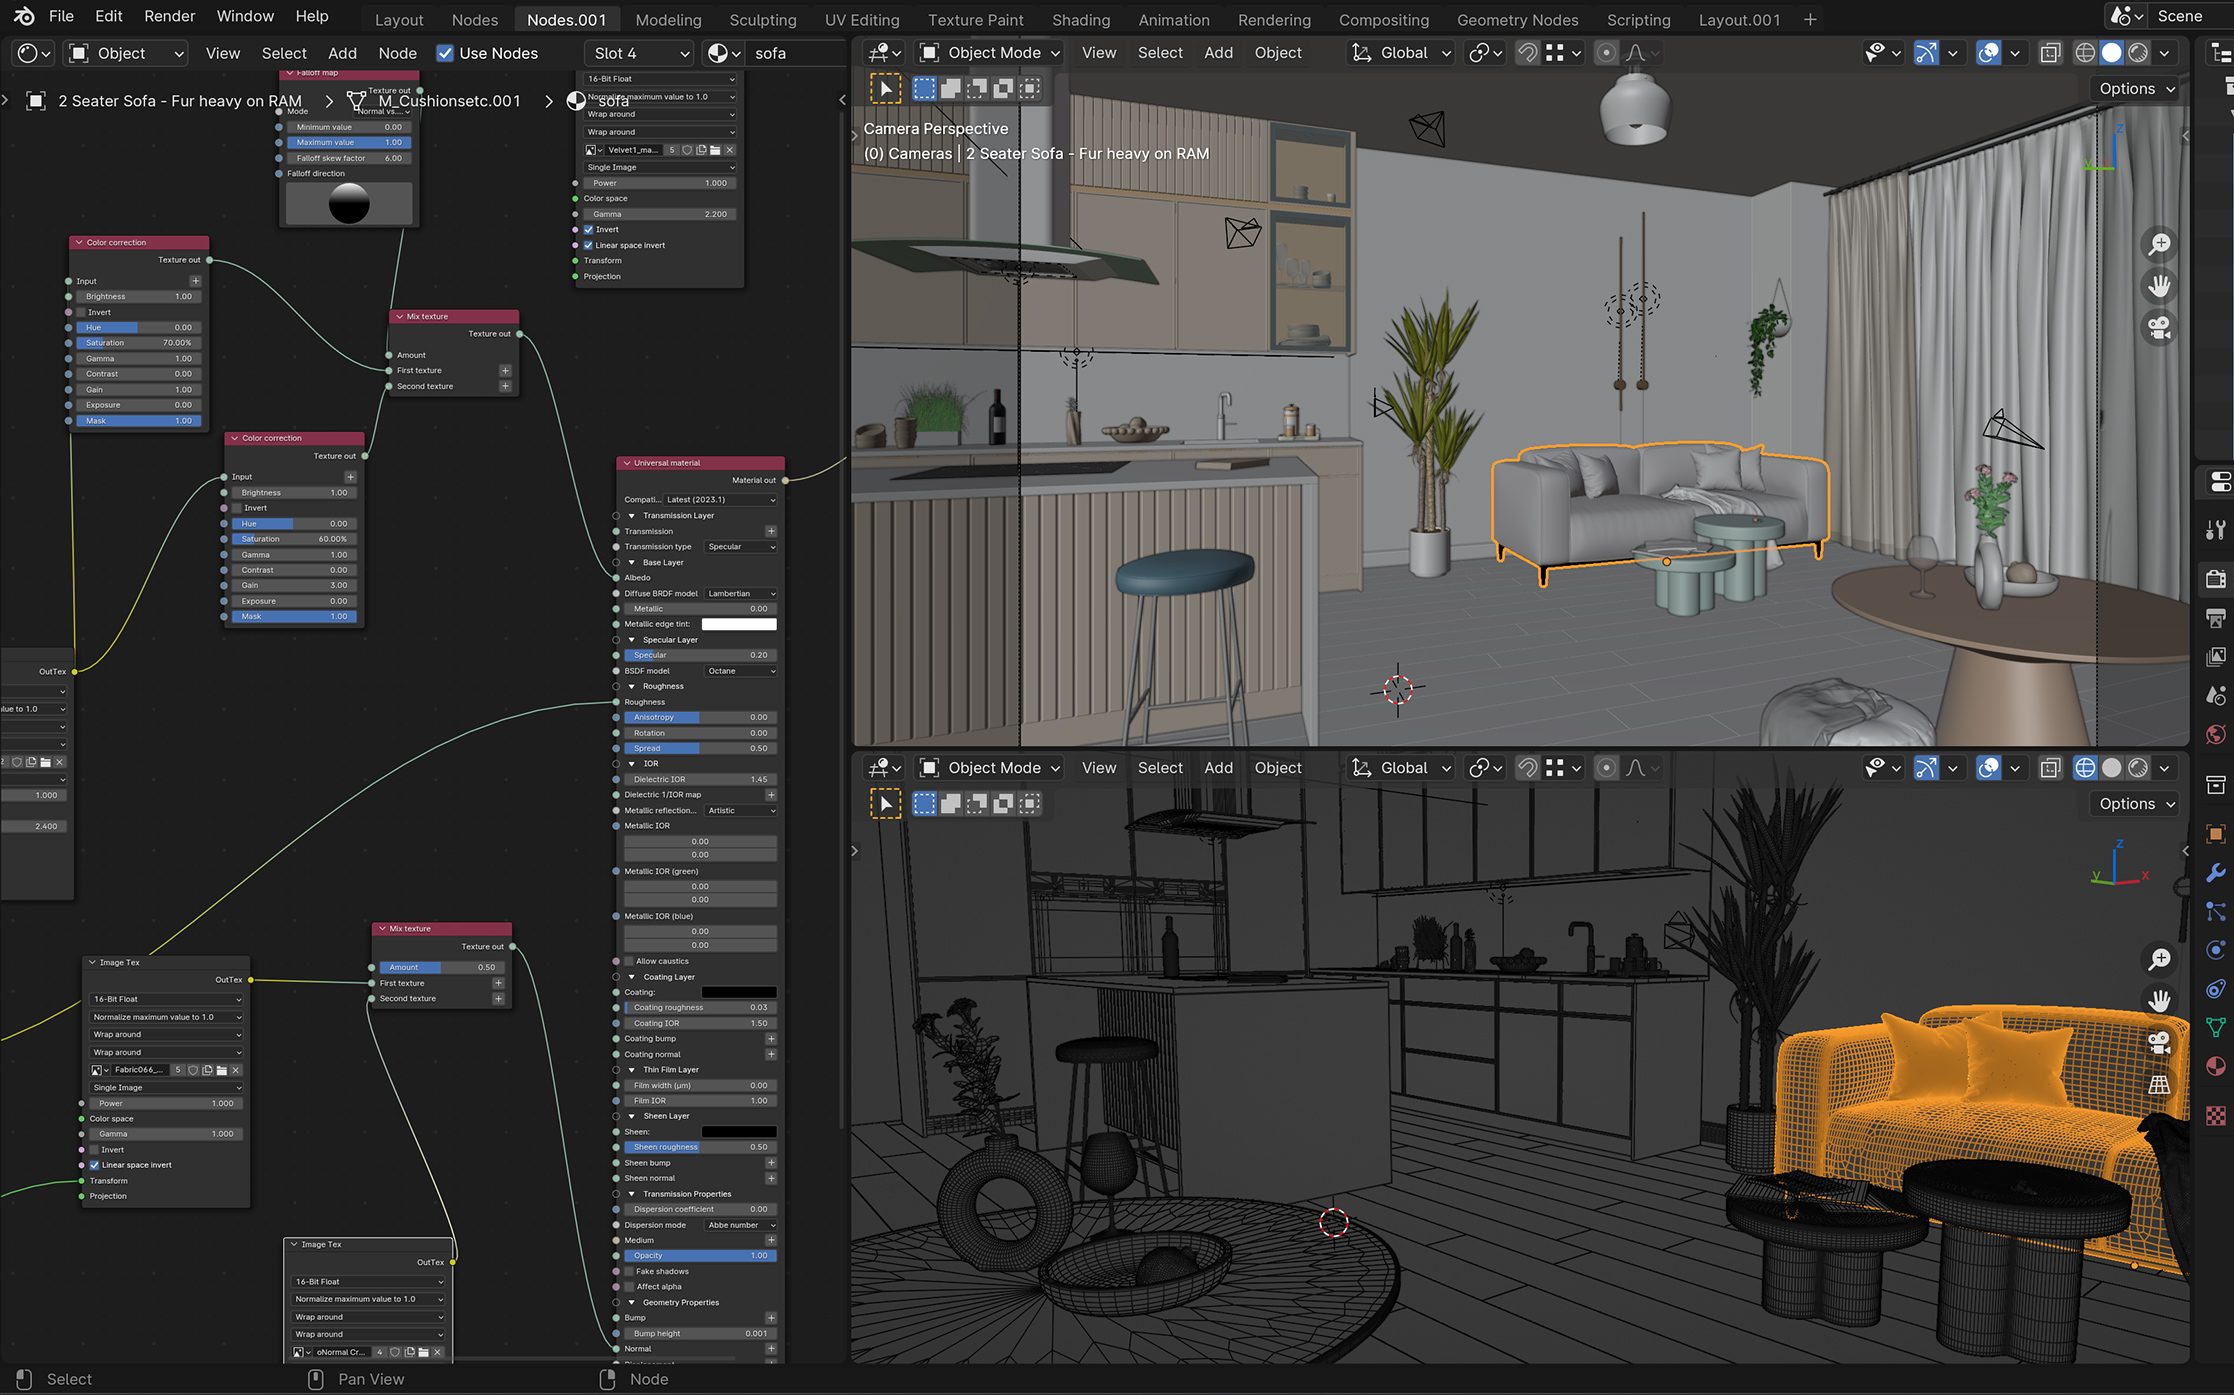 File Edit Render Window Help
Layout Nodes Nodes.001 Modeling Sculpting UV Editing Texture Paint Shading Animation Rendering Compositing Geometry Nodes Scripting Layout.001 +
Scene
Object View Select Add Node Use Nodes Slot 4 sofa
2 Seater Sofa - Fur heavy on RAM > M_Cushionsetc.001 > sofa
Falloff map
Texture out
Mode Normal vs....
Minimum value 0.00
Maximum value 1.00
Falloff skew factor 6.00
Falloff direction
16-Bit Float
Normalize maximum value to 1.0
Wrap around
Wrap around
Velvet1_ma... 5
Single Image
Power 1.000
Color space
Gamma 2.200
Invert
Linear space invert
Transform
Projection
Color correction
Texture out
Input
Brightness 1.00
Invert
Hue 0.00
Saturation 70.00%
Gamma 1.00
Contrast 0.00
Gain 1.00
Exposure 0.00
Mask 1.00
Mix texture
Texture out
Amount
First texture
Second texture
Color correction
Texture out
Input
Brightness 1.00
Invert
Hue 0.00
Saturation 60.00%
Gamma 1.00
Contrast 0.00
Gain 3.00
Exposure 0.00
Mask 1.00
OutTex
lue to 1.0
1.000
2.400
Universal material
Material out
Compati... Latest (2023.1)
Transmission Layer
Transmission
Transmission type Specular
Base Layer
Albedo
Diffuse BRDF model Lambertian
Metallic 0.00
Metallic edge tint:
Specular Layer
Specular 0.20
BSDF model Octane
Roughness
Roughness
Anisotropy 0.00
Rotation 0.00
Spread 0.50
IOR
Dielectric IOR 1.45
Dielectric 1/IOR map
Metallic reflection... Artistic
Metallic IOR
0.00
0.00
Metallic IOR (green)
0.00
0.00
Metallic IOR (blue)
0.00
0.00
Allow caustics
Coating Layer
Coating:
Coating roughness 0.03
Coating IOR 1.50
Coating bump
Coating normal
Thin Film Layer
Film width (µm) 0.00
Film IOR 1.00
Sheen Layer
Sheen:
Sheen roughness 0.50
Sheen bump
Sheen normal
Transmission Properties
Dispersion coefficient 0.00
Dispersion mode Abbe number
Medium
Opacity 1.00
Fake shadows
Affect alpha
Geometry Properties
Bump
Bump height 0.001
Normal
Mix texture
Texture out
Amount 0.50
First texture
Second texture
Image Tex
OutTex
16-Bit Float
Normalize maximum value to 1.0
Wrap around
Wrap around
Fabric066_... 5
Single Image
Power 1.000
Color space
Gamma 1.000
Invert
Linear space invert
Transform
Projection
Image Tex
OutTex
16-Bit Float
Normalize maximum value to 1.0
Wrap around
Wrap around
oNormal Cr... 4
Object Mode View Select Add Object Global
Options
Camera Perspective
(0) Cameras | 2 Seater Sofa - Fur heavy on RAM
Z
Y
Object Mode View Select Add Object Global
Options
Z
Y X
Select Pan View Node